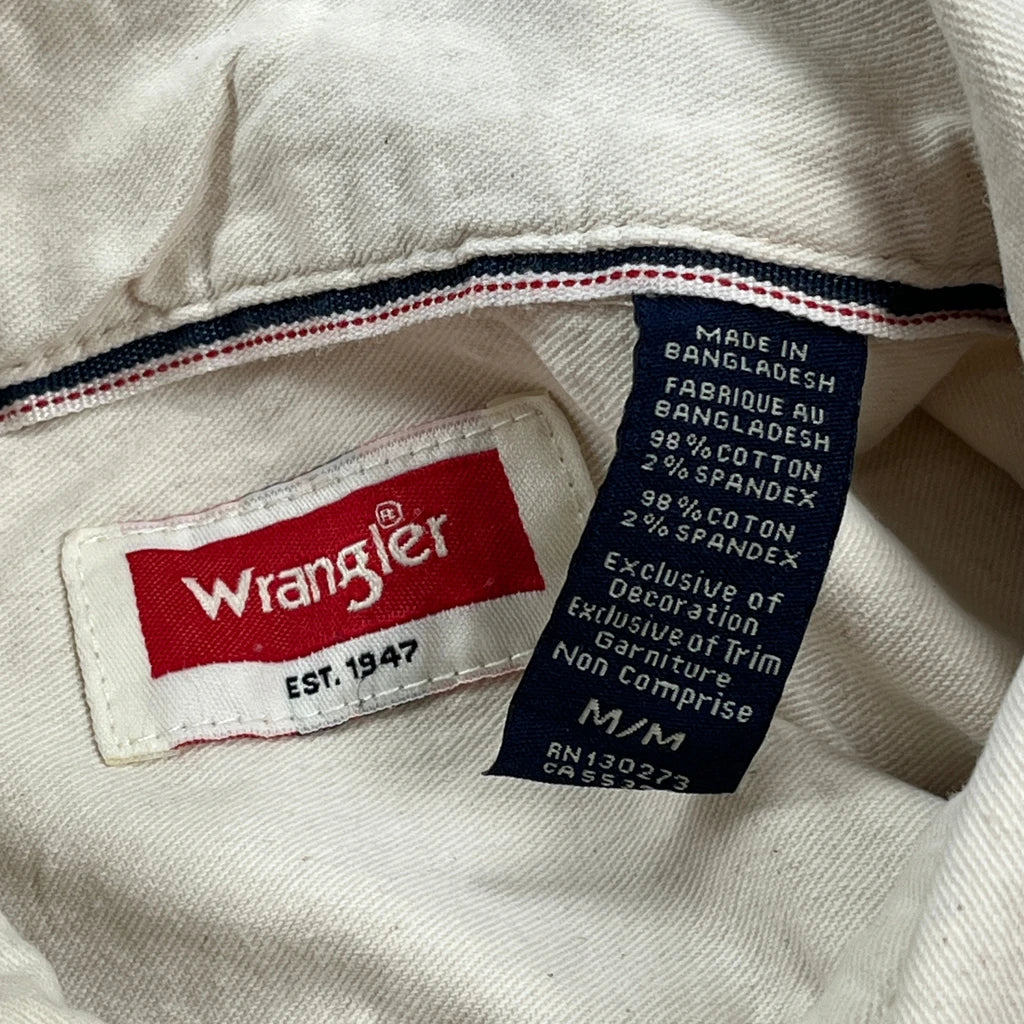 Wrangler®
EST. 1947
MADE IN
BANGLADESH
FABRIQUE AU
BANGLADESH
98% COTTON
2% SPANDEX
98% COTON
2% SPANDEX
Exclusive of
Decoration
Exclusive of Trim
Garniture
Non Comprise
M/M
RN130273